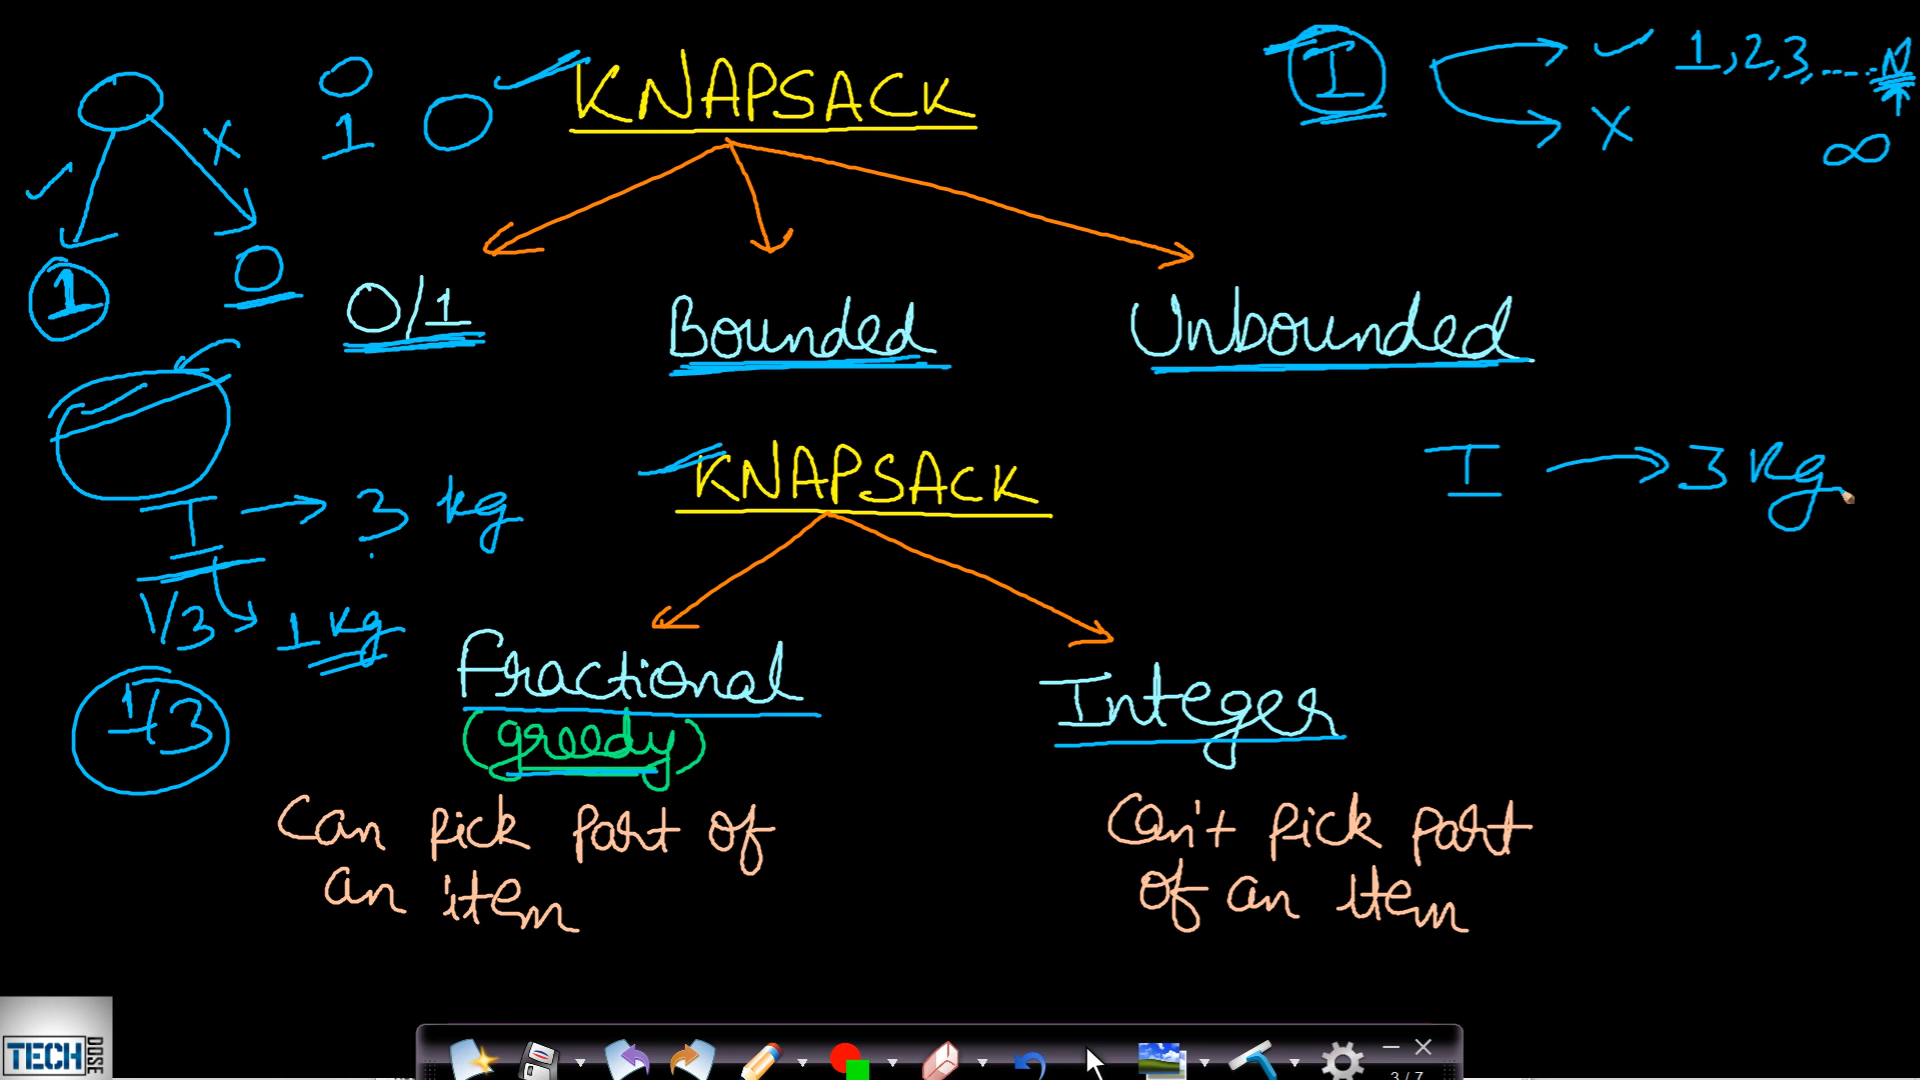 KNAPSACK
I ✓ 1,2,3,....N
X
∞
X
✓
0
1 0
1
0
0/1
Bounded
Unbounded
KNAPSACK
I → 3 kg
I → 3 kg
1/3
1 kg
1/3
Fractional
(greedy)
Integer
Can pick part of
an item
Can't pick part
of an item
TECH
DOSE
3 / 7